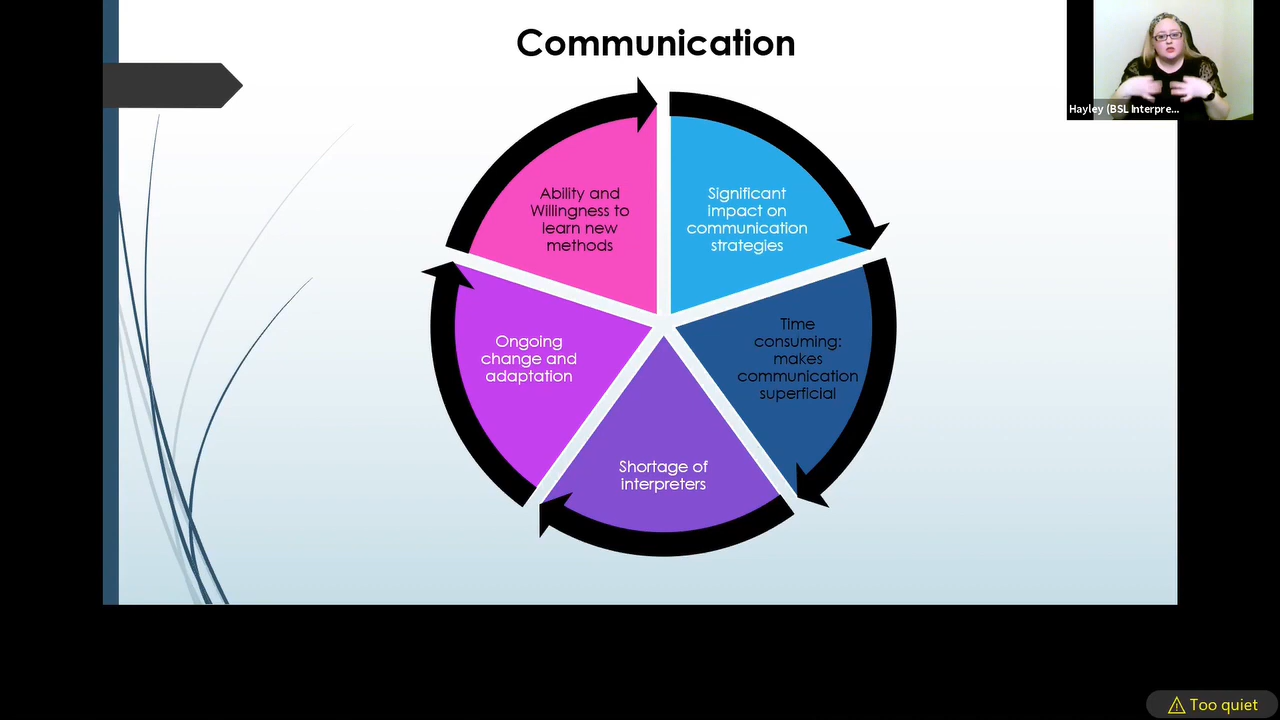 Communication
Hayley (BSL Interpre...
Ability and
Willingness to
learn new
methods
Significant
impact on
communication
strategies
Time
consuming:
makes
communication
superficial
Ongoing
change and
adaptation
Shortage of
interpreters
Too quiet